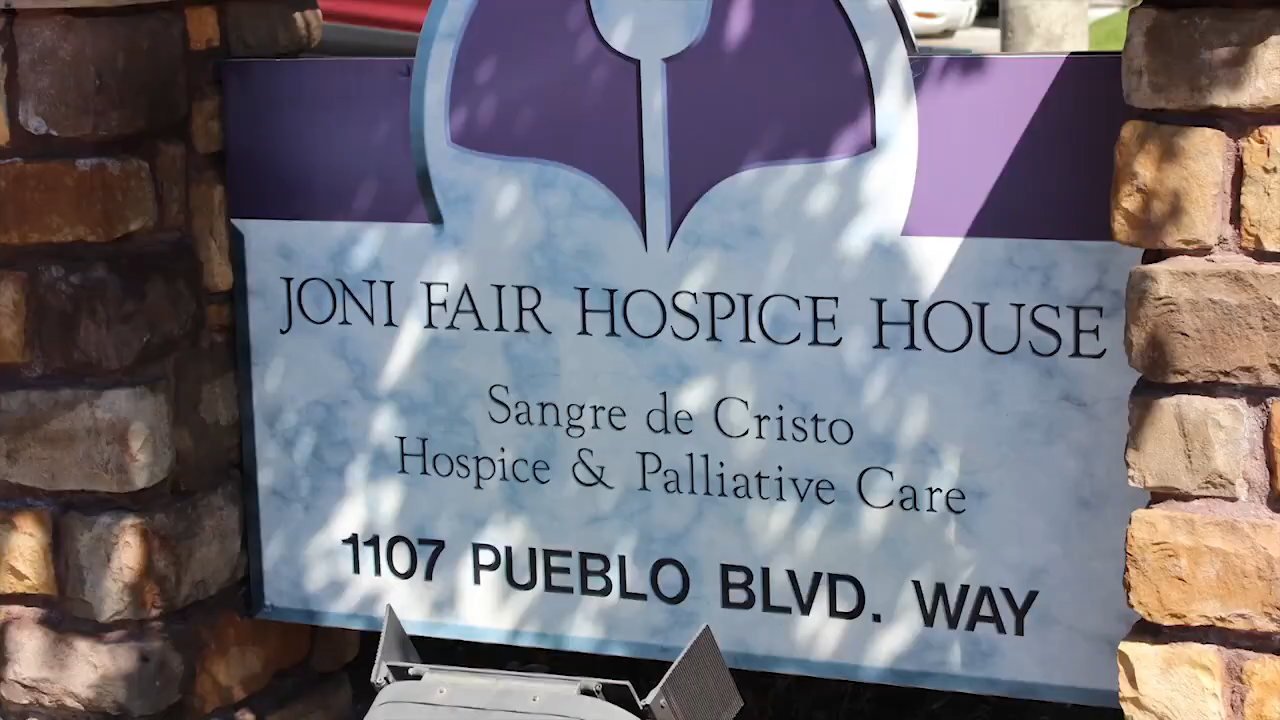 JONI FAIR HOSPICE HOUSE
Sangre de Cristo
Hospice & Palliative Care
1107 PUEBLO BLVD. WAY